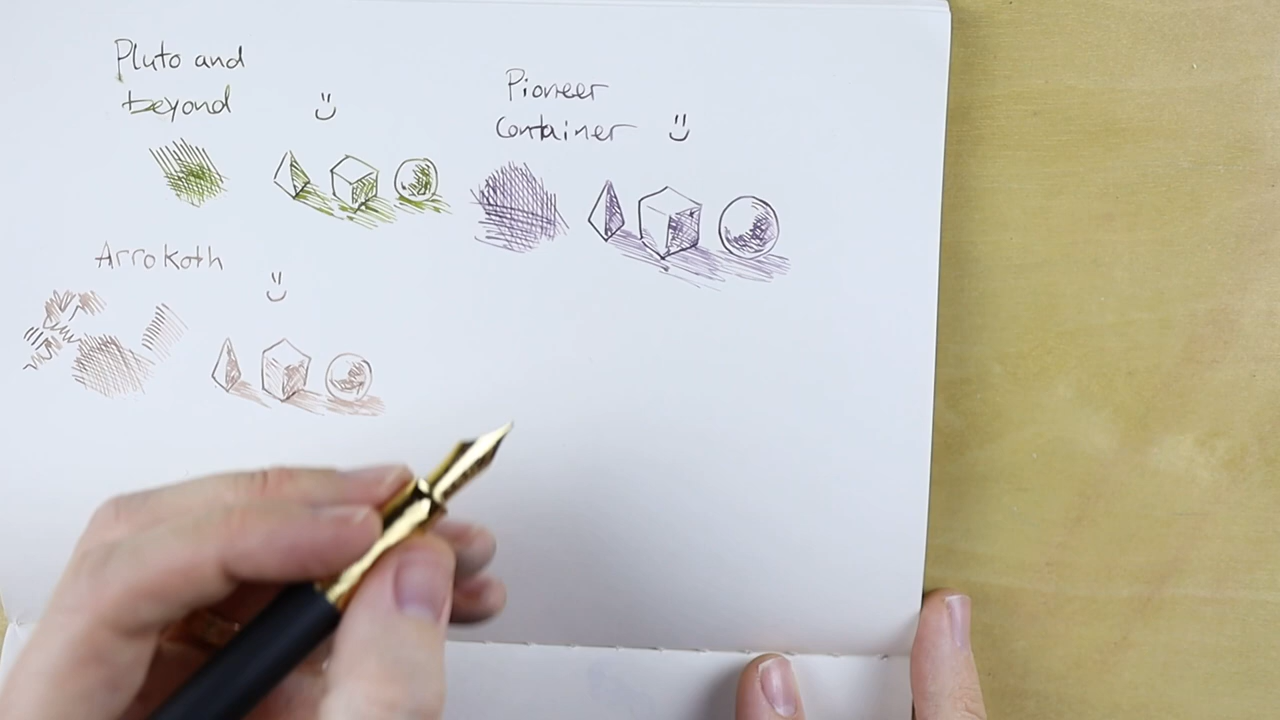 Pluto and
beyond
Pioneer
Container
Arrokoth